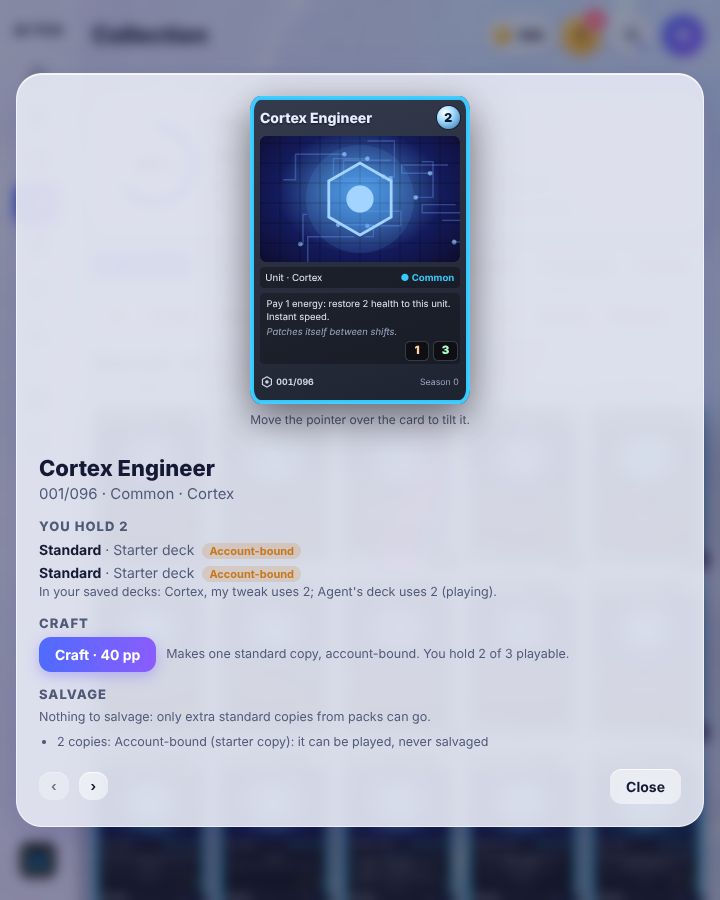 Collection
Cortex Engineer
2
Unit · Cortex
Common
Pay 1 energy: restore 2 health to this unit.
Instant speed.
Patches itself between shifts.
1
3
001/096
Season 0
Move the pointer over the card to tilt it.
Cortex Engineer
001/096 · Common · Cortex
YOU HOLD 2
Standard · Starter deck Account-bound
Standard · Starter deck Account-bound
In your saved decks: Cortex, my tweak uses 2; Agent's deck uses 2 (playing).
CRAFT
Craft · 40 pp
Makes one standard copy, account-bound. You hold 2 of 3 playable.
SALVAGE
Nothing to salvage: only extra standard copies from packs can go.
• 2 copies: Account-bound (starter copy): it can be played, never salvaged
‹ ›
Close